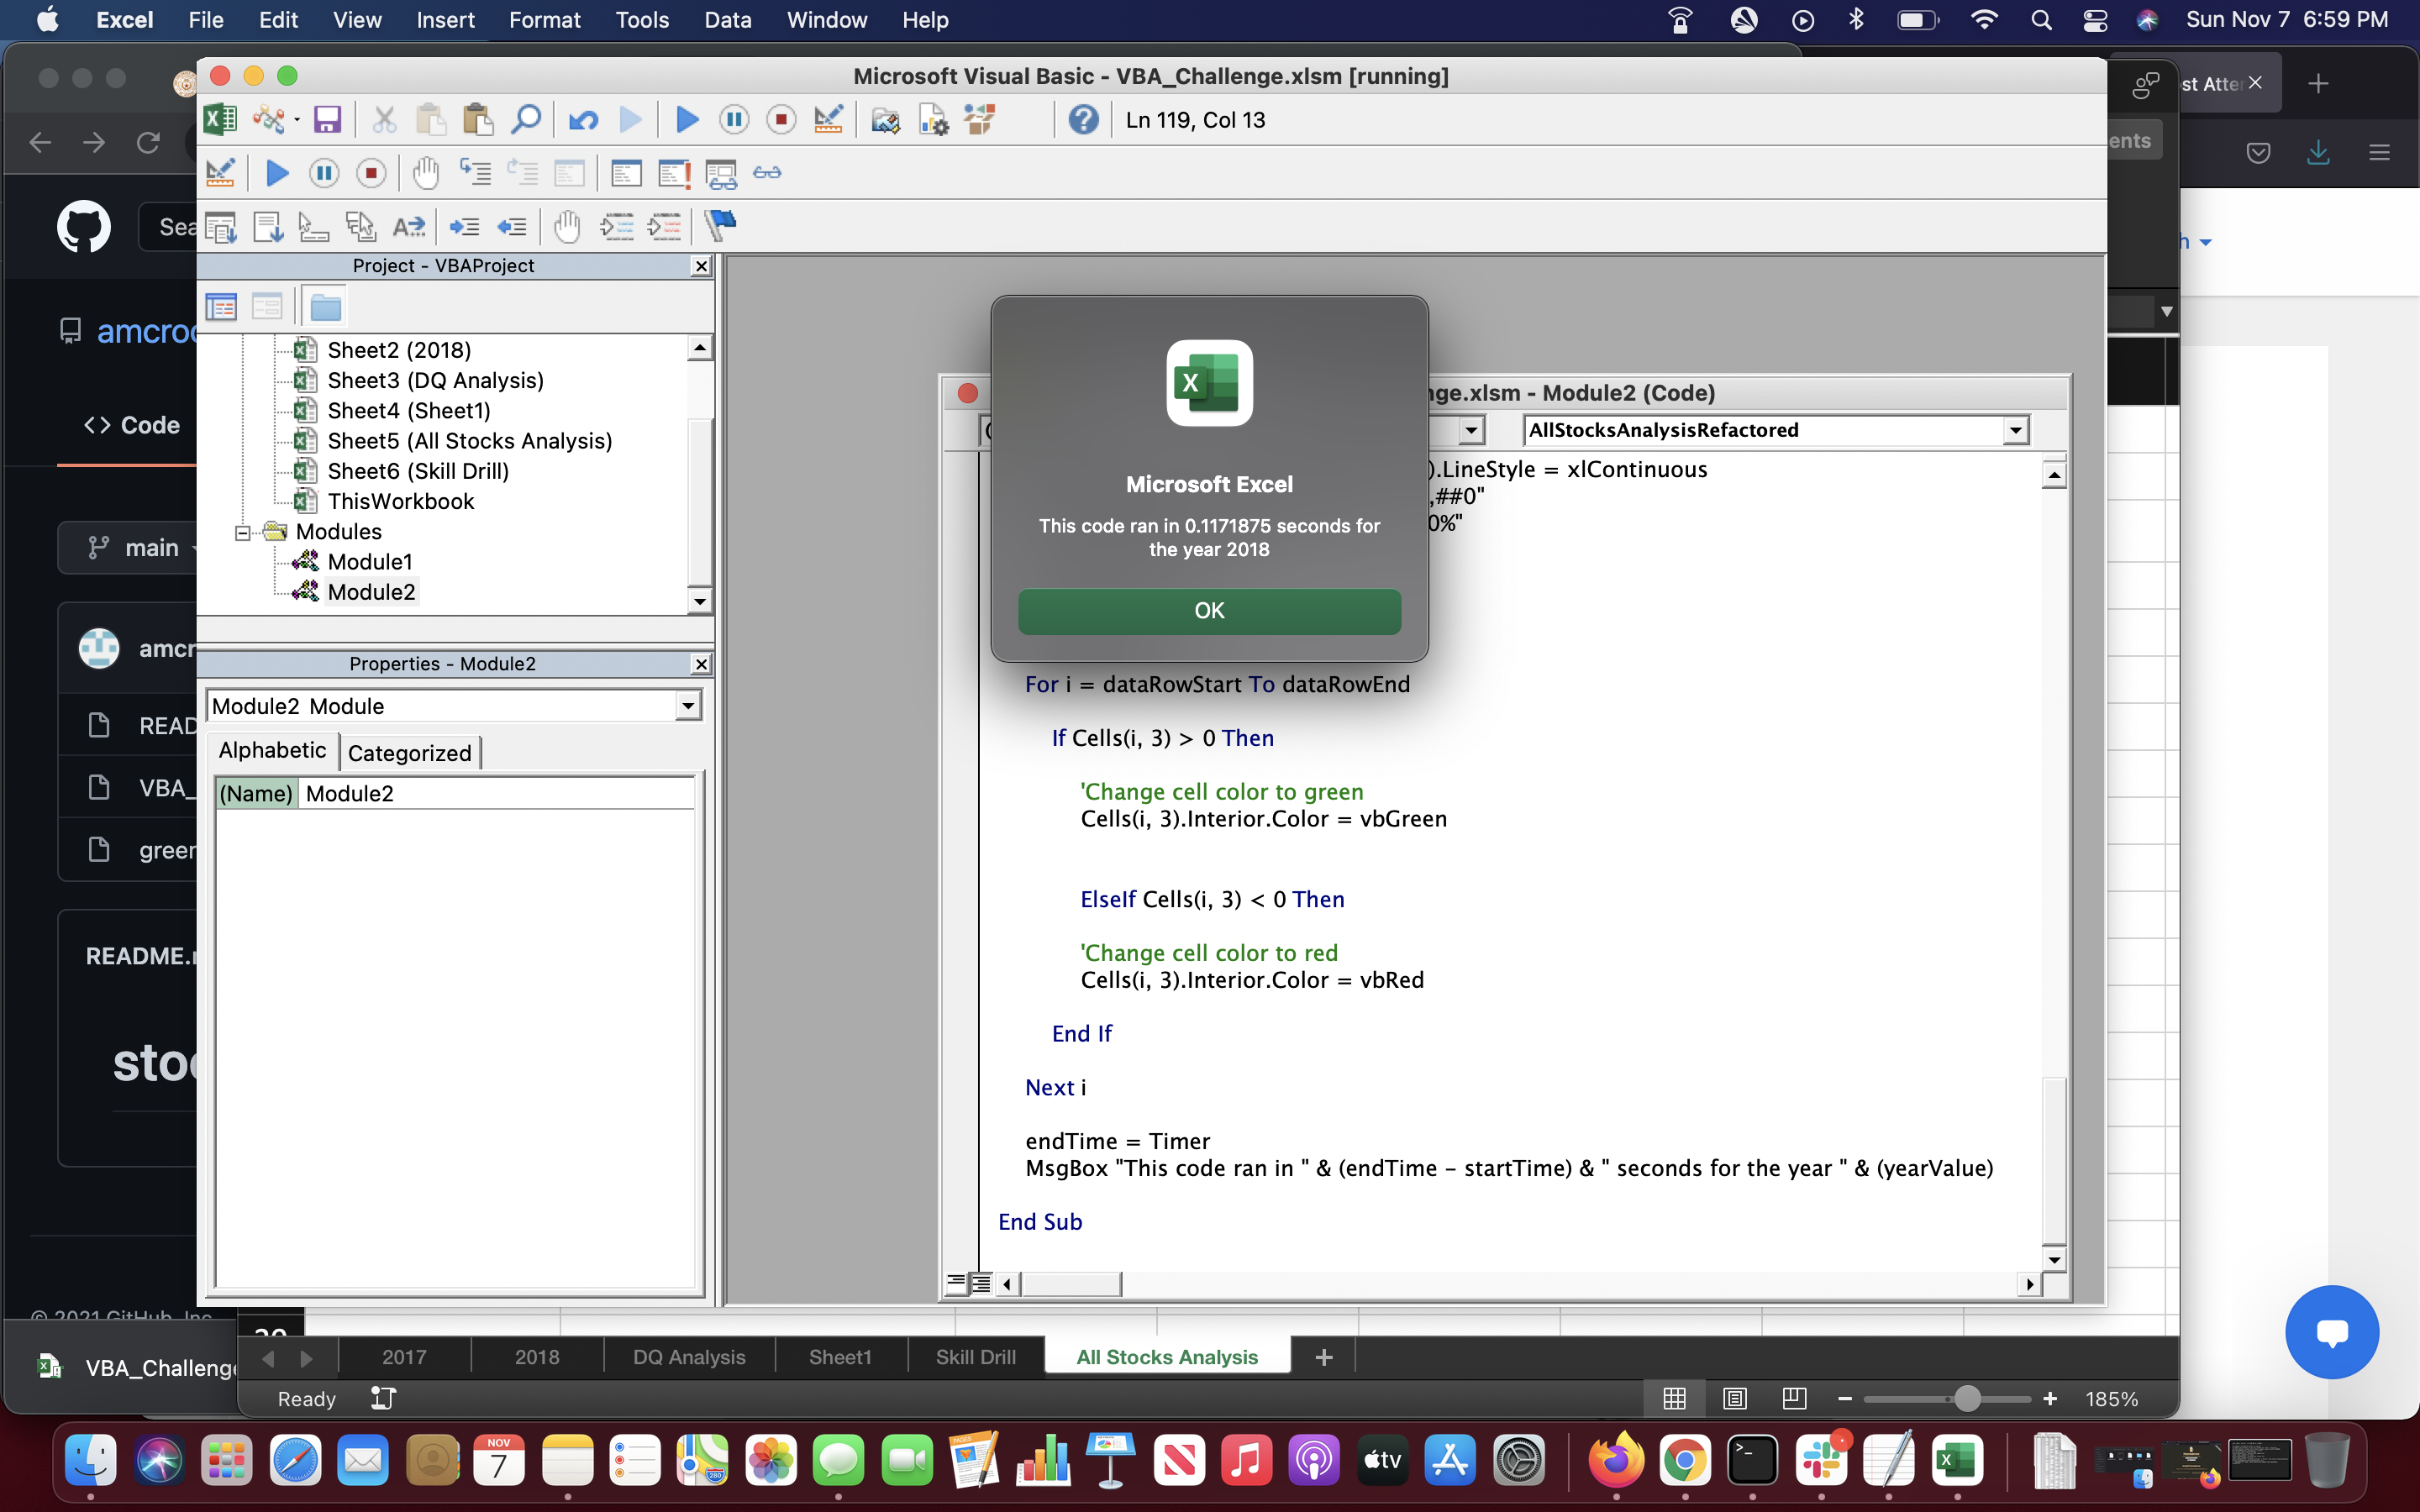 Excel File Edit View Insert Format Tools Data Window Help
Sun Nov 7 6:59 PM
Microsoft Visual Basic - VBA_Challenge.xlsm [running]
Ln 119, Col 13
Project - VBAProject
Sheet2 (2018)
Sheet3 (DQ Analysis)
Sheet4 (Sheet1)
Sheet5 (All Stocks Analysis)
Sheet6 (Skill Drill)
ThisWorkbook
Modules
Module1
Module2
Properties - Module2
Module2 Module
Alphabetic Categorized
(Name) Module2
Microsoft Excel
This code ran in 0.1171875 seconds for
the year 2018
OK
nge.xlsm - Module2 (Code)
AllStocksAnalysisRefactored
).LineStyle = xlContinuous
,##0"
0%"
For i = dataRowStart To dataRowEnd
If Cells(i, 3) > 0 Then
'Change cell color to green
Cells(i, 3).Interior.Color = vbGreen
ElseIf Cells(i, 3) < 0 Then
'Change cell color to red
Cells(i, 3).Interior.Color = vbRed
End If
Next i
endTime = Timer
MsgBox "This code ran in " & (endTime - startTime) & " seconds for the year " & (yearValue)
End Sub
Sea
amcroc
<> Code
main
amcr
READ
VBA_
green
README.
stoc
© 2021 GitHub, Inc.
VBA_Challenge
st Atte
ents
h
2017 2018 DQ Analysis Sheet1 Skill Drill All Stocks Analysis +
Ready
185%
NOV
7
tv